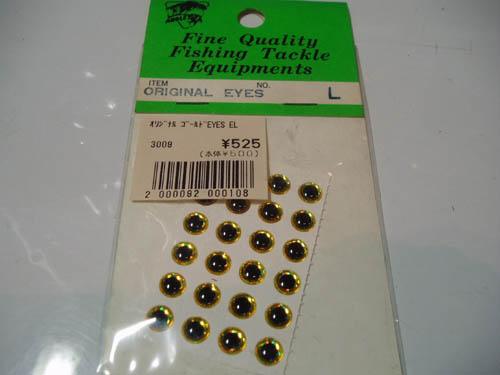 Fine Quality
Fishing Tackle
Equipments
ITEM NO.
ORIGINAL EYES L
ｵﾘｼﾞﾅﾙ ｺﾞｰﾙﾄﾞEYES EL
3009 ¥525
(本体¥500)
2 000092 000108